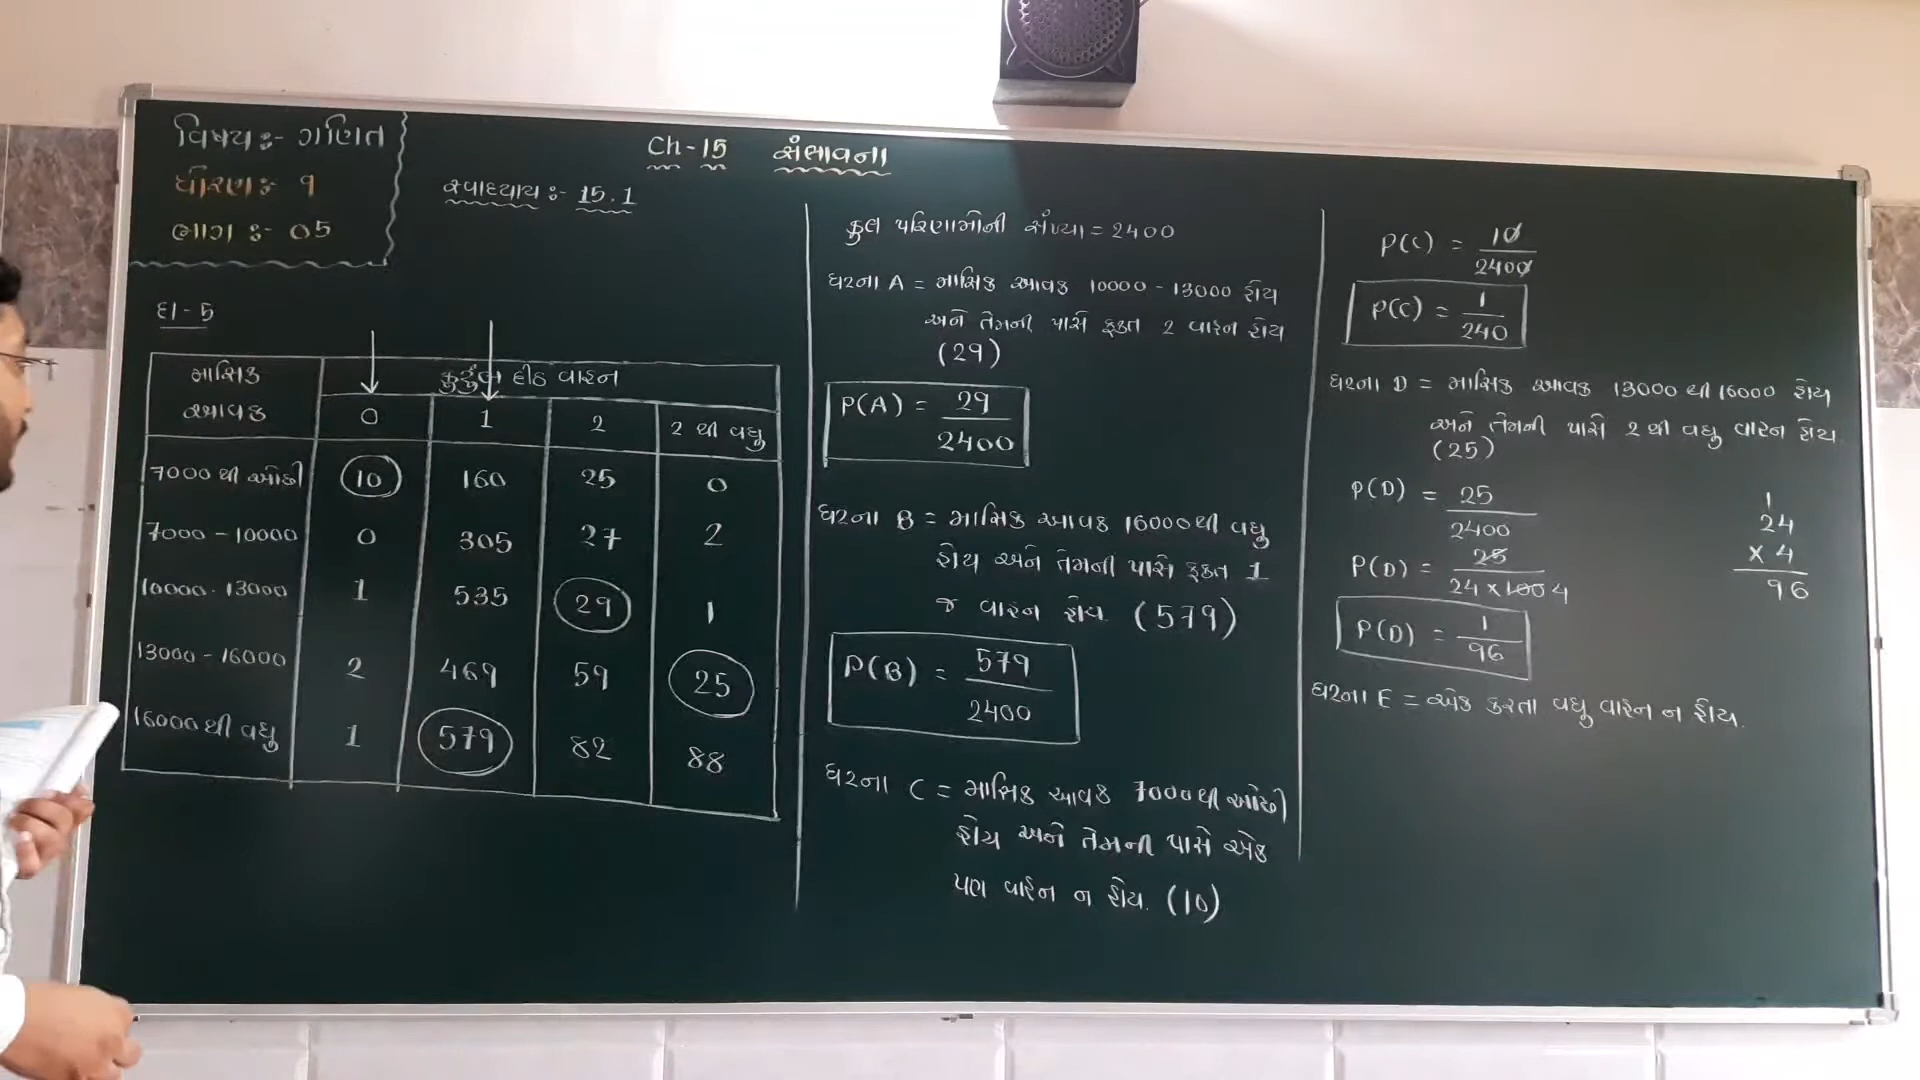 વિષય :- ગણિત
ધોરણ : ૧
ભાગ :- 05
Ch-15 સંભાવના
સ્વાધ્યાય :- 15.1
દા-5
માસિક આવક
કુટુંબ દીઠ વાહન
0 1 2 2 થી વધુ
7000 થી ઓછી 10 160 25 0
7000 - 10000 0 305 27 2
10000 - 13000 1 535 29 1
13000 - 16000 2 469 59 25
16000 થી વધુ 1 579 82 88
કુલ પરિણામોની સંખ્યા = 2400
ઘટના A = માસિક આવક 10000 - 13000 હોય
અને તેમની પાસે ફકત 2 વાહન હોય
(29)
P(A) = 29/2400
ઘટના B = માસિક આવક 16000 થી વધુ
હોય અને તેમની પાસે ફકત 1
જ વાહન હોય. (579)
P(B) = 579/2400
ઘટના C = માસિક આવક 7000 થી ઓછી
હોય અને તેમની પાસે એક
પણ વાહન ન હોય. (10)
P(C) = 10/2400
P(C) = 1/240
ઘટના D = માસિક આવક 13000 થી 16000 હોય
અને તેમની પાસે 2 થી વધુ વાહન હોય
(25)
P(D) = 25/2400
P(D) = 25/24 x 100 4
P(D) = 1/96
1
24
x 4
96
ઘટના E = એક કરતા વધુ વાહન ન હોય.